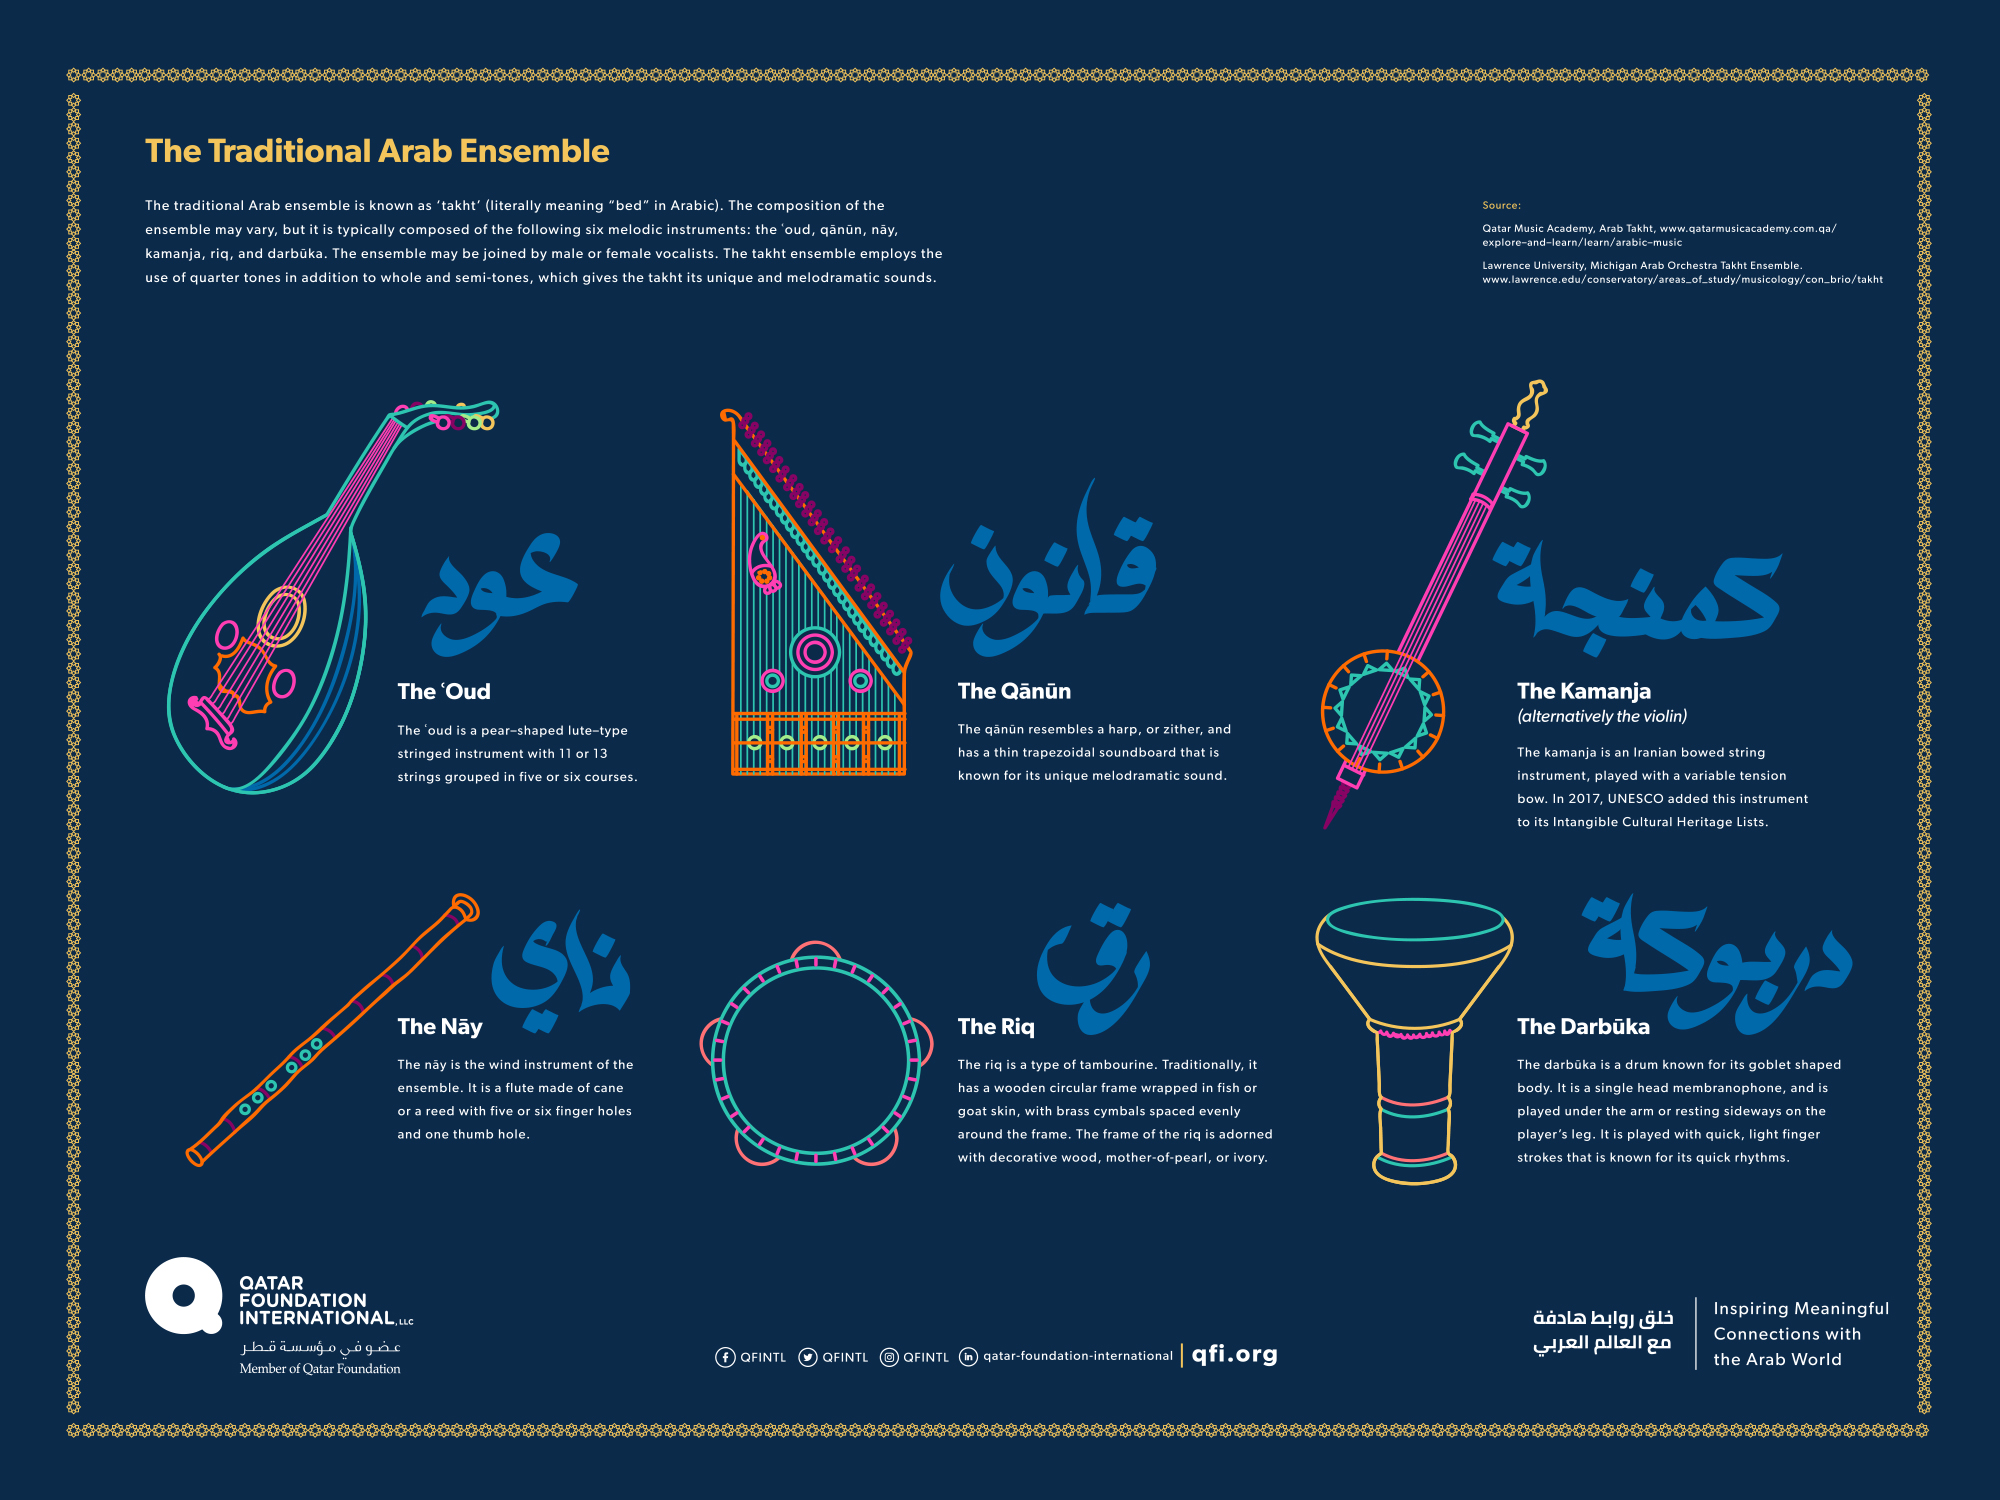 The Traditional Arab Ensemble
The traditional Arab ensemble is known as ‘takht’ (literally meaning “bed” in Arabic). The composition of the
ensemble may vary, but it is typically composed of the following six melodic instruments: the ʿoud, qānūn, nāy,
kamanja, riq, and darbūka. The ensemble may be joined by male or female vocalists. The takht ensemble employs the
use of quarter tones in addition to whole and semi-tones, which gives the takht its unique and melodramatic sounds.
Source:
Qatar Music Academy, Arab Takht, www.qatarmusicacademy.com.qa/
explore–and–learn/learn/arabic–music
Lawrence University, Michigan Arab Orchestra Takht Ensemble.
www.lawrence.edu/conservatory/areas_of_study/musicology/con_brio/takht
عود
The ʿOud
The ʿoud is a pear–shaped lute–type
stringed instrument with 11 or 13
strings grouped in five or six courses.
قانون
The Qānūn
The qānūn resembles a harp, or zither, and
has a thin trapezoidal soundboard that is
known for its unique melodramatic sound.
كمنجة
The Kamanja
(alternatively the violin)
The kamanja is an Iranian bowed string
instrument, played with a variable tension
bow. In 2017, UNESCO added this instrument
to its Intangible Cultural Heritage Lists.
ناي
The Nāy
The nāy is the wind instrument of the
ensemble. It is a flute made of cane
or a reed with five or six finger holes
and one thumb hole.
رق
The Riq
The riq is a type of tambourine. Traditionally, it
has a wooden circular frame wrapped in fish or
goat skin, with brass cymbals spaced evenly
around the frame. The frame of the riq is adorned
with decorative wood, mother-of-pearl, or ivory.
دربوكة
The Darbūka
The darbūka is a drum known for its goblet shaped
body. It is a single head membranophone, and is
played under the arm or resting sideways on the
player’s leg. It is played with quick, light finger
strokes that is known for its quick rhythms.
QATAR
FOUNDATION
INTERNATIONAL, LLC
عضو في مؤسسة قطر
Member of Qatar Foundation
QFINTL QFINTL QFINTL qatar-foundation-international | qfi.org
خلق روابط هادفة
مع العالم العربي
Inspiring Meaningful
Connections with
the Arab World